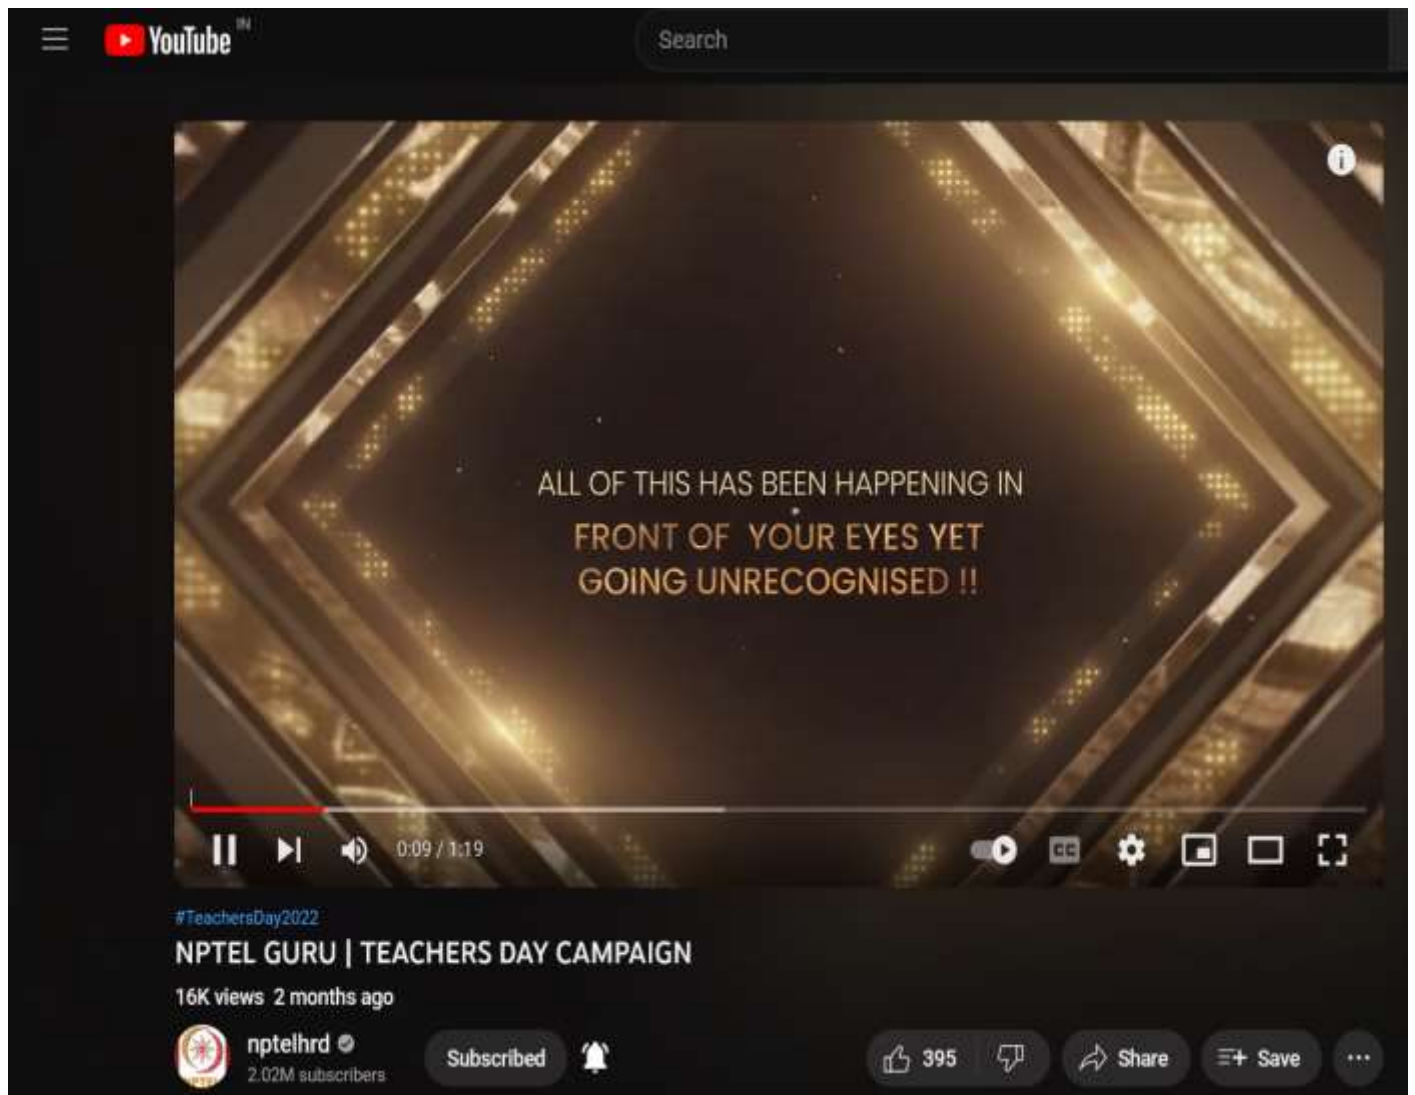 YouTube IN
Search
i
ALL OF THIS HAS BEEN HAPPENING IN
FRONT OF YOUR EYES YET
GOING UNRECOGNISED !!
0:09 / 1:19
CC
#TeachersDay2022
NPTEL GURU | TEACHERS DAY CAMPAIGN
16K views 2 months ago
nptelhrd
2.02M subscribers
NPTEL
Subscribed
395
Share
Save